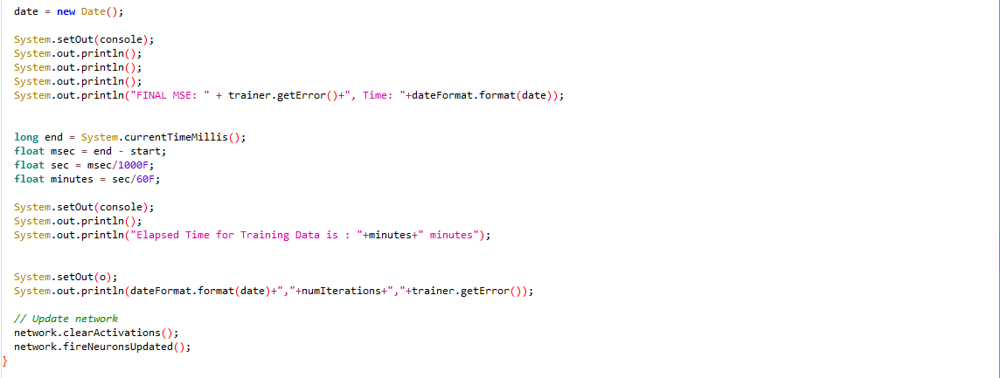 date = new Date();
System.setOut(console);
System.out.println();
System.out.println();
System.out.println();
System.out.println("FINAL MSE: " + trainer.getError()+", Time: "+dateFormat.format(date));
long end = System.currentTimeMillis();
float msec = end - start;
float sec = msec/1000F;
float minutes = sec/60F;
System.setOut(console);
System.out.println();
System.out.println("Elapsed Time for Training Data is : "+minutes+" minutes");
System.setOut(o);
System.out.println(dateFormat.format(date)+","+numIterations+","+trainer.getError());
// Update network
network.clearActivations();
network.fireNeuronsUpdated();
}